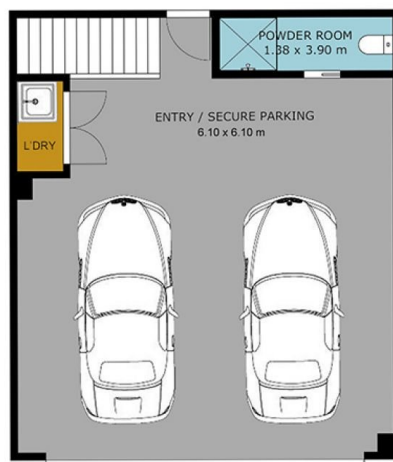 POWDER ROOM
1.38 x 3.90 m
ENTRY / SECURE PARKING
6.10 x 6.10 m
L'DRY